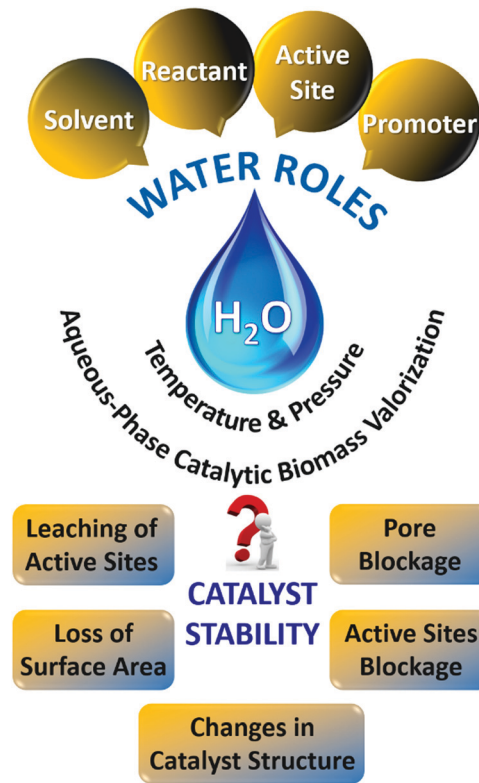 Solvent
Reactant
Active
Site
Promoter
WATER ROLES
H₂O
Temperature & Pressure
Aqueous-Phase Catalytic Biomass Valorization
Leaching of
Active Sites
?
Pore
Blockage
CATALYST
STABILITY
Loss of
Surface Area
Active Sites
Blockage
Changes in
Catalyst Structure